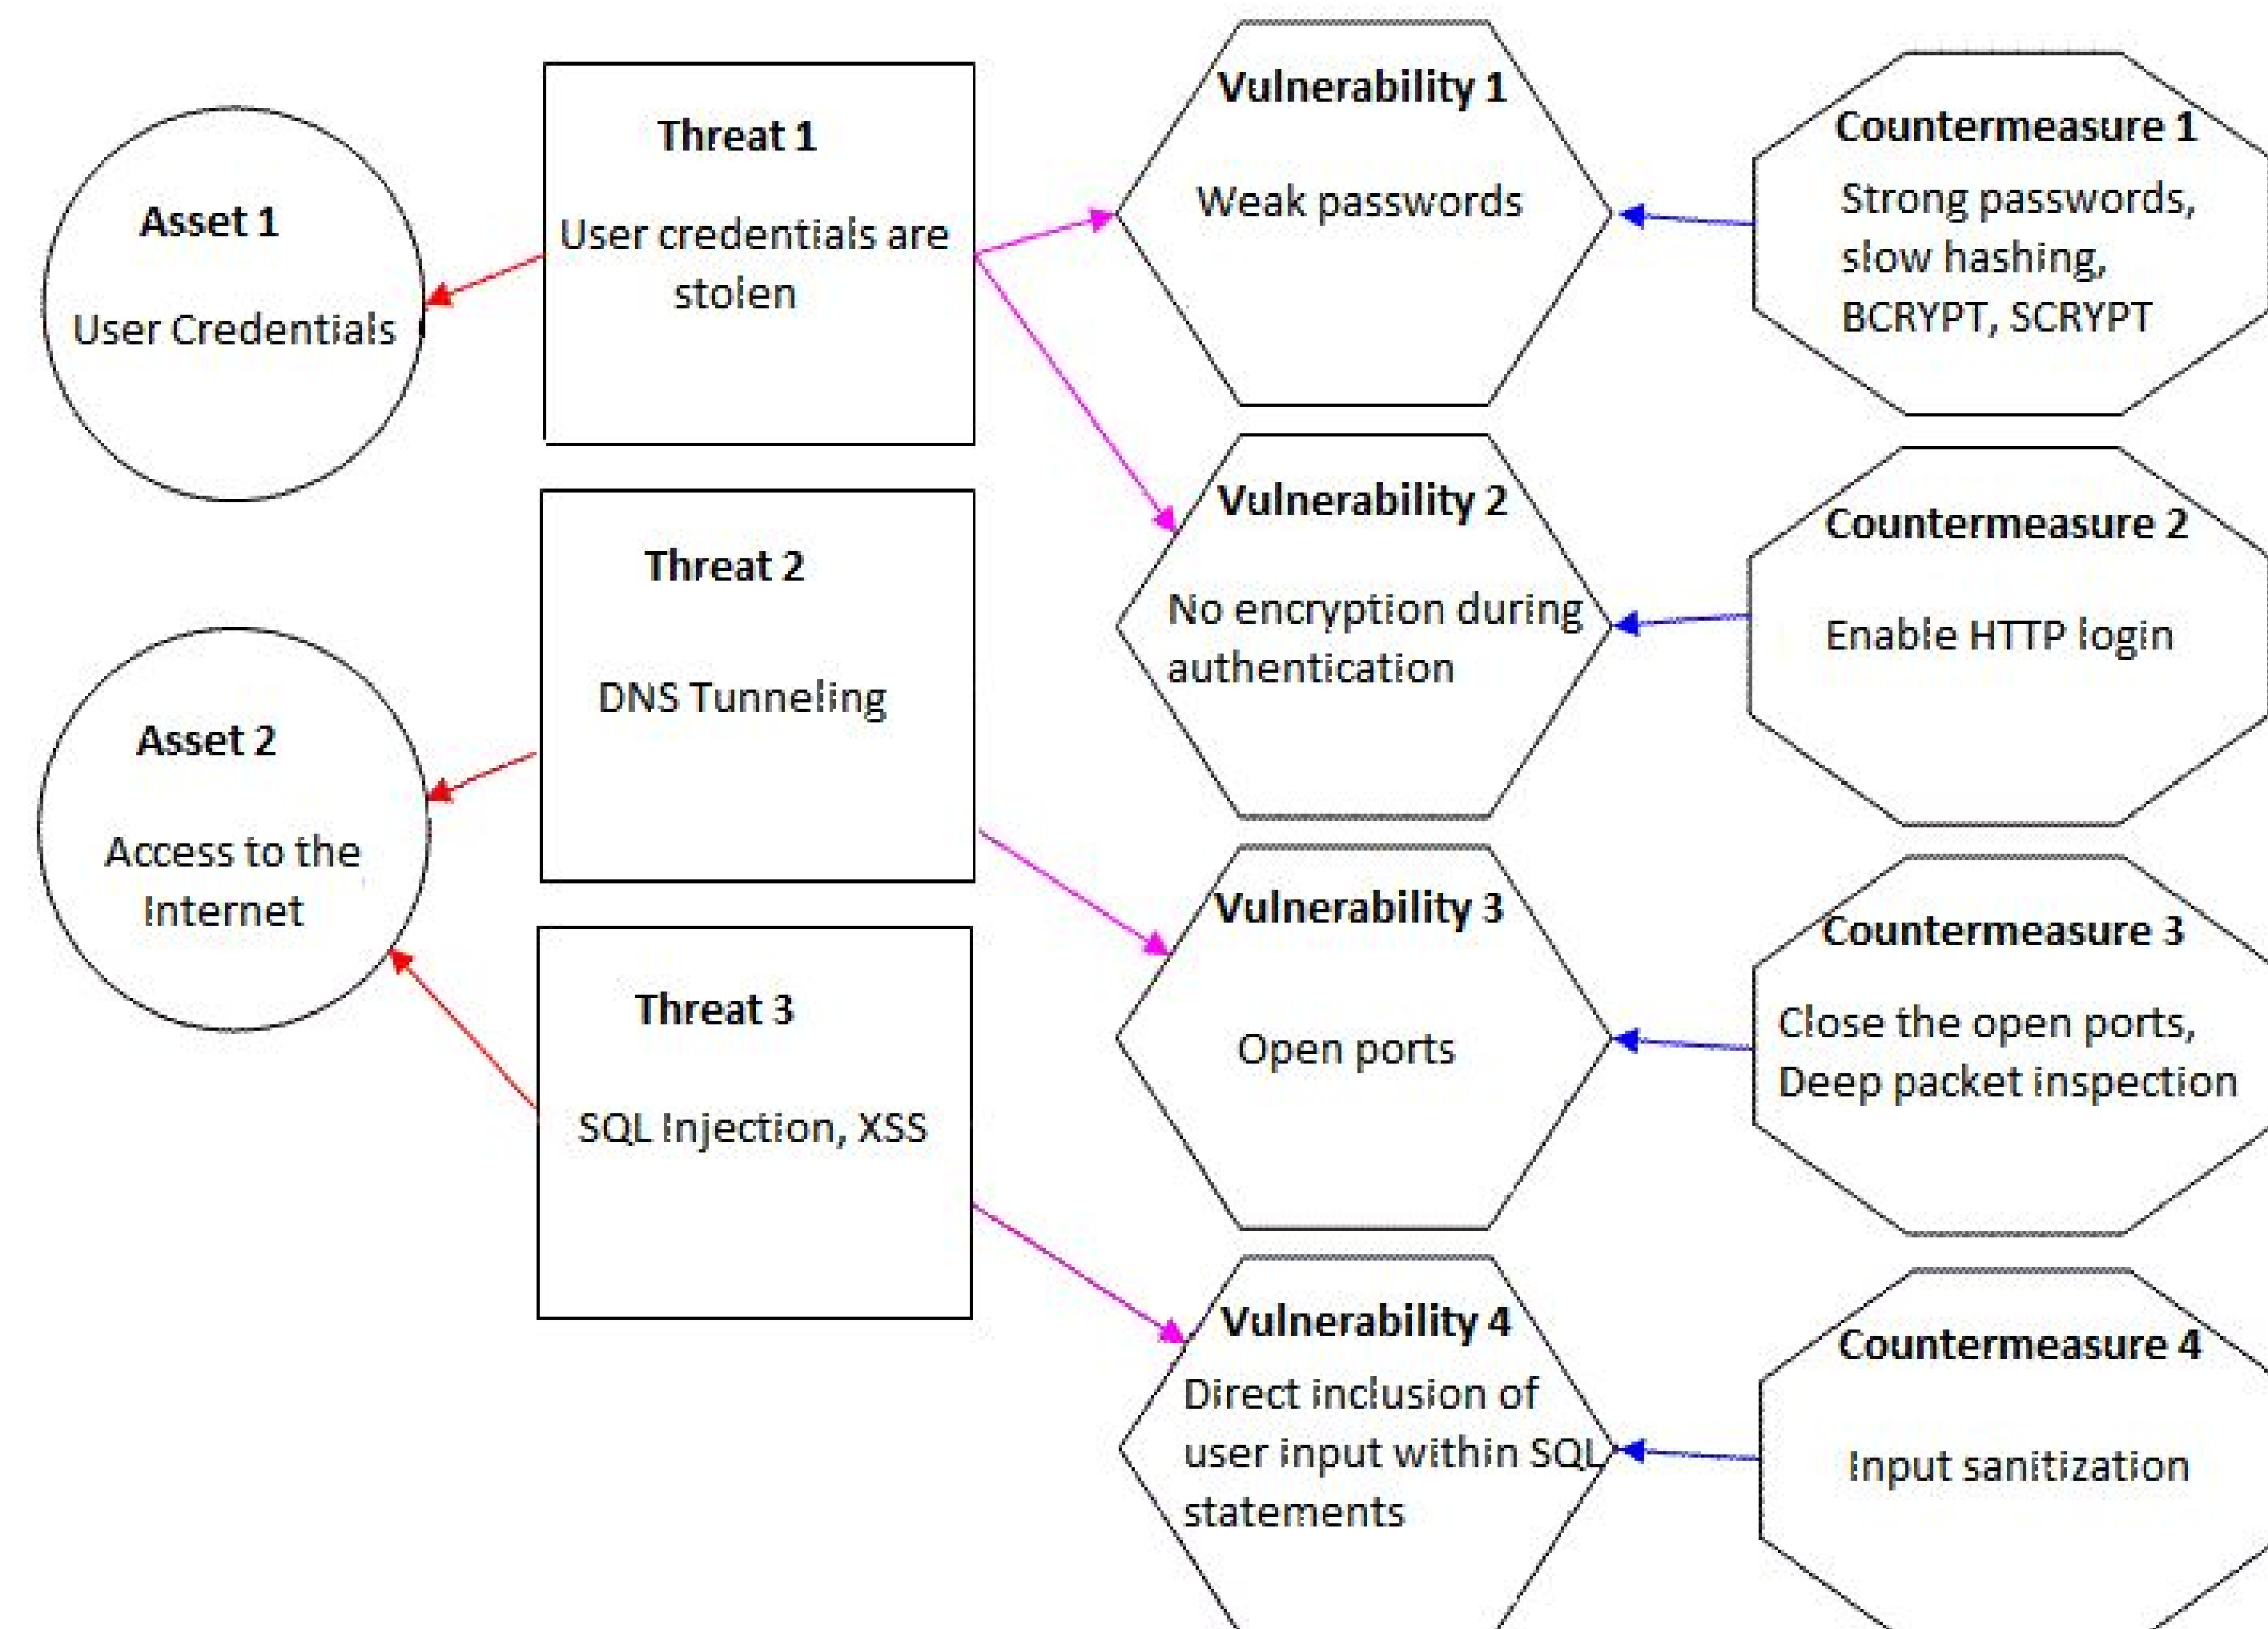 Asset 1
User Credentials
Asset 2
Access to the
Internet
Threat 1
User credentials are
stolen
Threat 2
DNS Tunneling
Threat 3
SQL Injection, XSS
Vulnerability 1
Weak passwords
Vulnerability 2
No encryption during
authentication
Vulnerability 3
Open ports
Vulnerability 4
Direct inclusion of
user input within SQL
statements
Countermeasure 1
Strong passwords,
slow hashing,
BCRYPT, SCRYPT
Countermeasure 2
Enable HTTP login
Countermeasure 3
Close the open ports,
Deep packet inspection
Countermeasure 4
Input sanitization